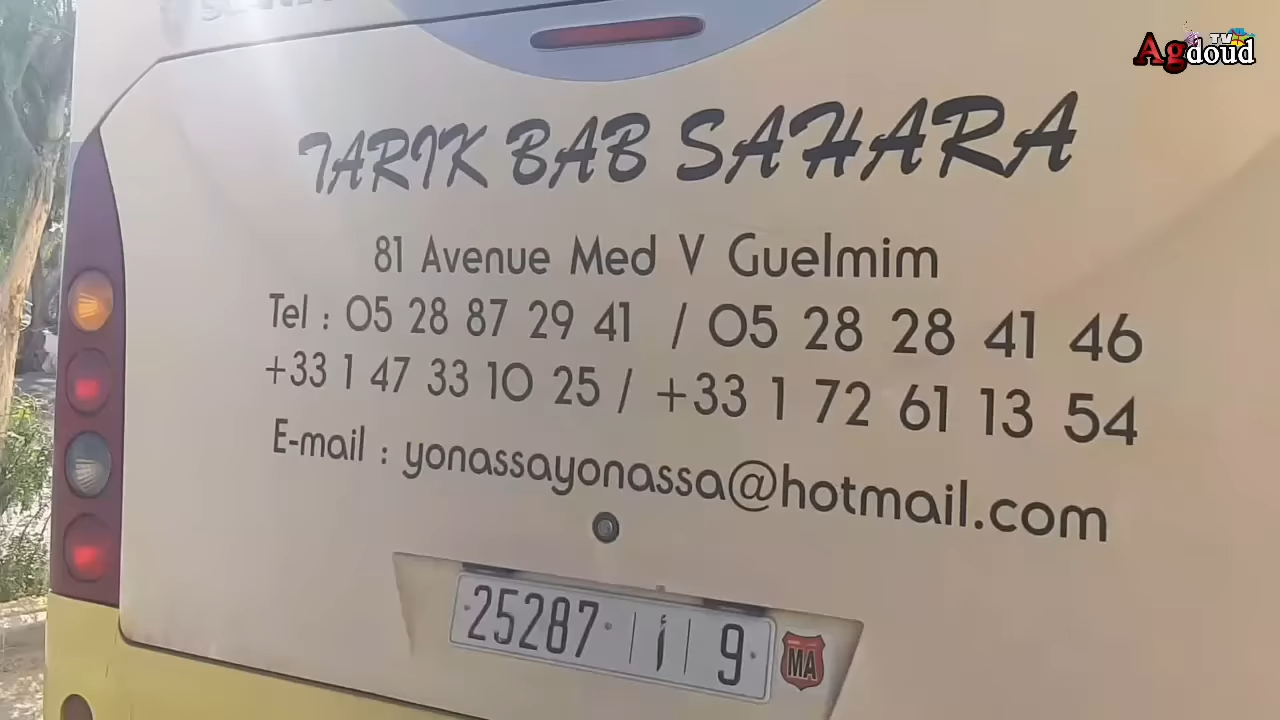 Agdoud TV
TARIK BAB SAHARA
81 Avenue Med V Guelmim
Tel : 05 28 87 29 41 / 05 28 28 41 46
+33 1 47 33 10 25 / +33 1 72 61 13 54
E-mail : yonassayonassa@hotmail.com
25287 | أ | 9
MA